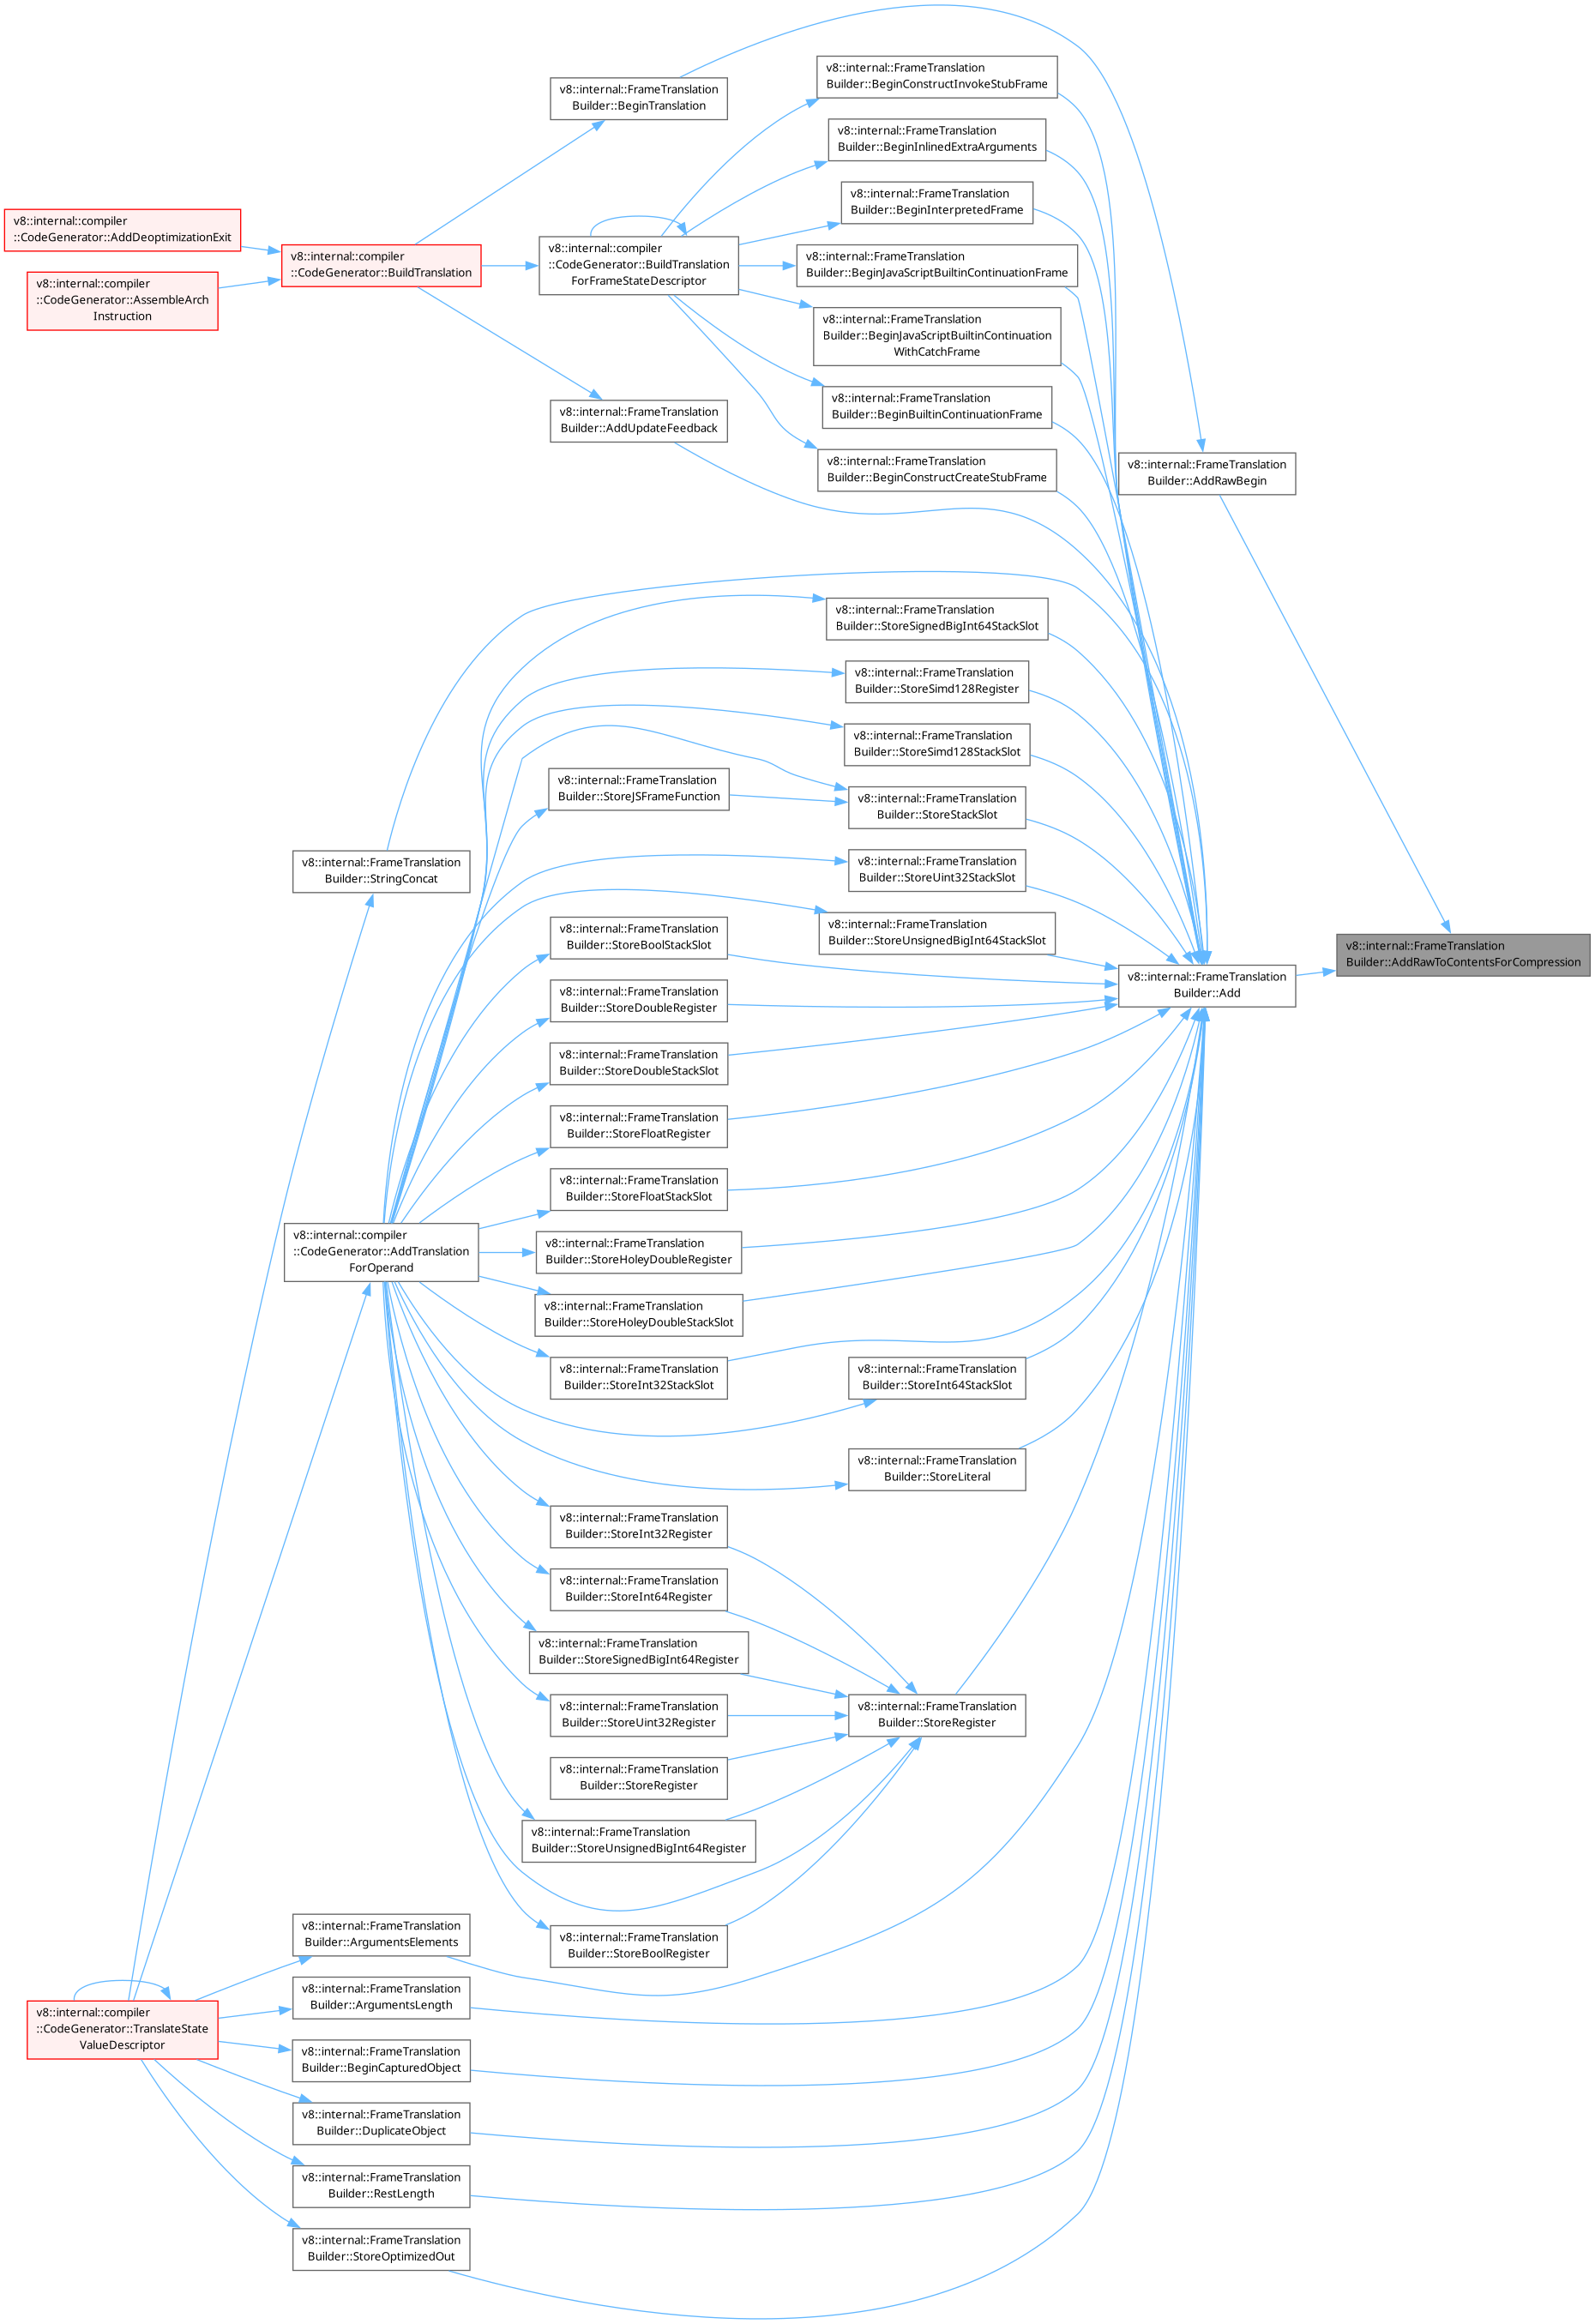 v8::internal::FrameTranslation
Builder::BeginTranslation
v8::internal::FrameTranslation
Builder::BeginConstructInvokeStubFrame
v8::internal::FrameTranslation
Builder::BeginInlinedExtraArguments
v8::internal::FrameTranslation
Builder::BeginInterpretedFrame
v8::internal::compiler
::CodeGenerator::AddDeoptimizationExit
v8::internal::compiler
::CodeGenerator::BuildTranslation
v8::internal::compiler
::CodeGenerator::BuildTranslation
ForFrameStateDescriptor
v8::internal::FrameTranslation
Builder::BeginJavaScriptBuiltinContinuationFrame
v8::internal::compiler
::CodeGenerator::AssembleArch
Instruction
v8::internal::FrameTranslation
Builder::BeginJavaScriptBuiltinContinuation
WithCatchFrame
v8::internal::FrameTranslation
Builder::BeginBuiltinContinuationFrame
v8::internal::FrameTranslation
Builder::AddUpdateFeedback
v8::internal::FrameTranslation
Builder::BeginConstructCreateStubFrame
v8::internal::FrameTranslation
Builder::AddRawBegin
v8::internal::FrameTranslation
Builder::StoreSignedBigInt64StackSlot
v8::internal::FrameTranslation
Builder::StoreSimd128Register
v8::internal::FrameTranslation
Builder::StoreSimd128StackSlot
v8::internal::FrameTranslation
Builder::StoreJSFrameFunction
v8::internal::FrameTranslation
Builder::StoreStackSlot
v8::internal::FrameTranslation
Builder::StringConcat
v8::internal::FrameTranslation
Builder::StoreUint32StackSlot
v8::internal::FrameTranslation
Builder::StoreUnsignedBigInt64StackSlot
v8::internal::FrameTranslation
Builder::StoreBoolStackSlot
v8::internal::FrameTranslation
Builder::AddRawToContentsForCompression
v8::internal::FrameTranslation
Builder::Add
v8::internal::FrameTranslation
Builder::StoreDoubleRegister
v8::internal::FrameTranslation
Builder::StoreDoubleStackSlot
v8::internal::FrameTranslation
Builder::StoreFloatRegister
v8::internal::FrameTranslation
Builder::StoreFloatStackSlot
v8::internal::compiler
::CodeGenerator::AddTranslation
ForOperand
v8::internal::FrameTranslation
Builder::StoreHoleyDoubleRegister
v8::internal::FrameTranslation
Builder::StoreHoleyDoubleStackSlot
v8::internal::FrameTranslation
Builder::StoreInt32StackSlot
v8::internal::FrameTranslation
Builder::StoreInt64StackSlot
v8::internal::FrameTranslation
Builder::StoreLiteral
v8::internal::FrameTranslation
Builder::StoreInt32Register
v8::internal::FrameTranslation
Builder::StoreInt64Register
v8::internal::FrameTranslation
Builder::StoreSignedBigInt64Register
v8::internal::FrameTranslation
Builder::StoreUint32Register
v8::internal::FrameTranslation
Builder::StoreRegister
v8::internal::FrameTranslation
Builder::StoreRegister
v8::internal::FrameTranslation
Builder::StoreUnsignedBigInt64Register
v8::internal::FrameTranslation
Builder::ArgumentsElements
v8::internal::FrameTranslation
Builder::StoreBoolRegister
v8::internal::FrameTranslation
Builder::ArgumentsLength
v8::internal::compiler
::CodeGenerator::TranslateState
ValueDescriptor
v8::internal::FrameTranslation
Builder::BeginCapturedObject
v8::internal::FrameTranslation
Builder::DuplicateObject
v8::internal::FrameTranslation
Builder::RestLength
v8::internal::FrameTranslation
Builder::StoreOptimizedOut